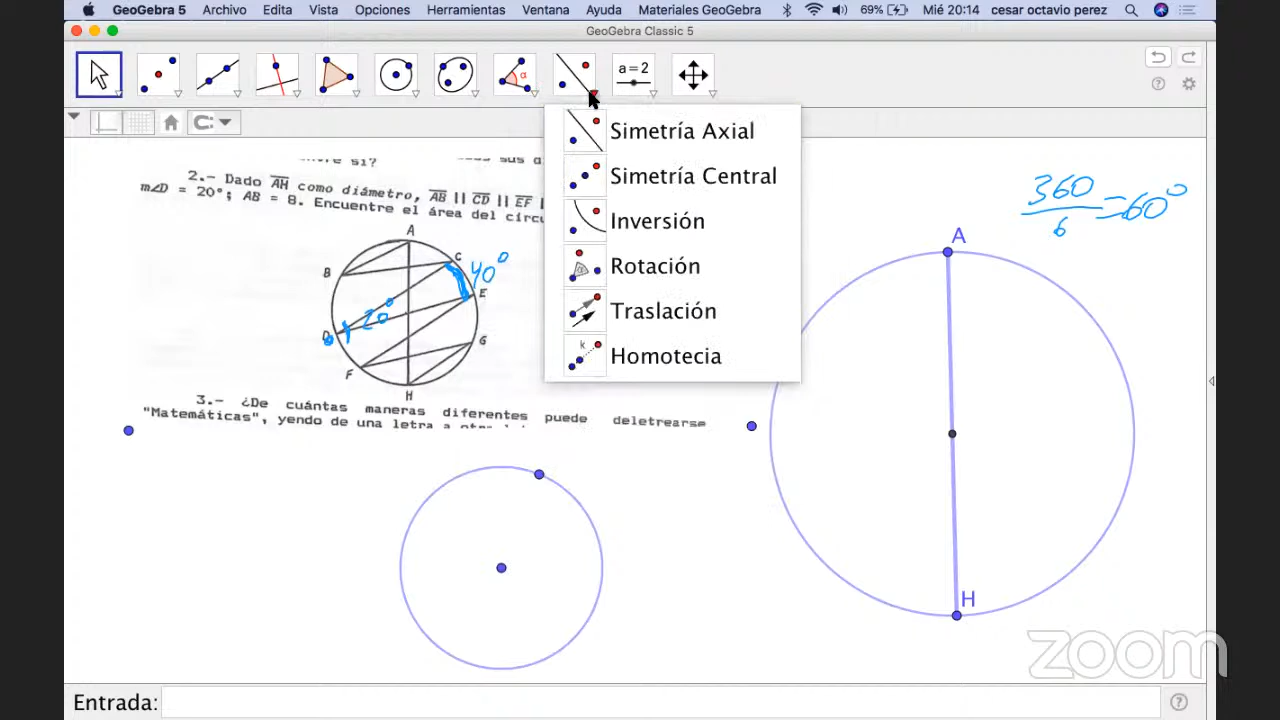 GeoGebra 5 Archivo Edita Vista Opciones Herramientas Ventana Ayuda Materiales GeoGebra 69% Mié 20:14 cesar octavio perez
GeoGebra Classic 5
α a=2
Simetría Axial
Simetría Central
Inversión
Rotación
Traslación
k
Homotecia
entre sí?
2.- Dado AH como diámetro, AB || CD || EF
m∠D = 20°; AB = 8. Encuentre el área del círc
A
B
C
40°
E
20°
D
G
F
H
3.- ¿De cuántas maneras diferentes puede deletrearse
"Matemáticas", yendo de una letra a
360/6=60°
A
H
zoom
Entrada: